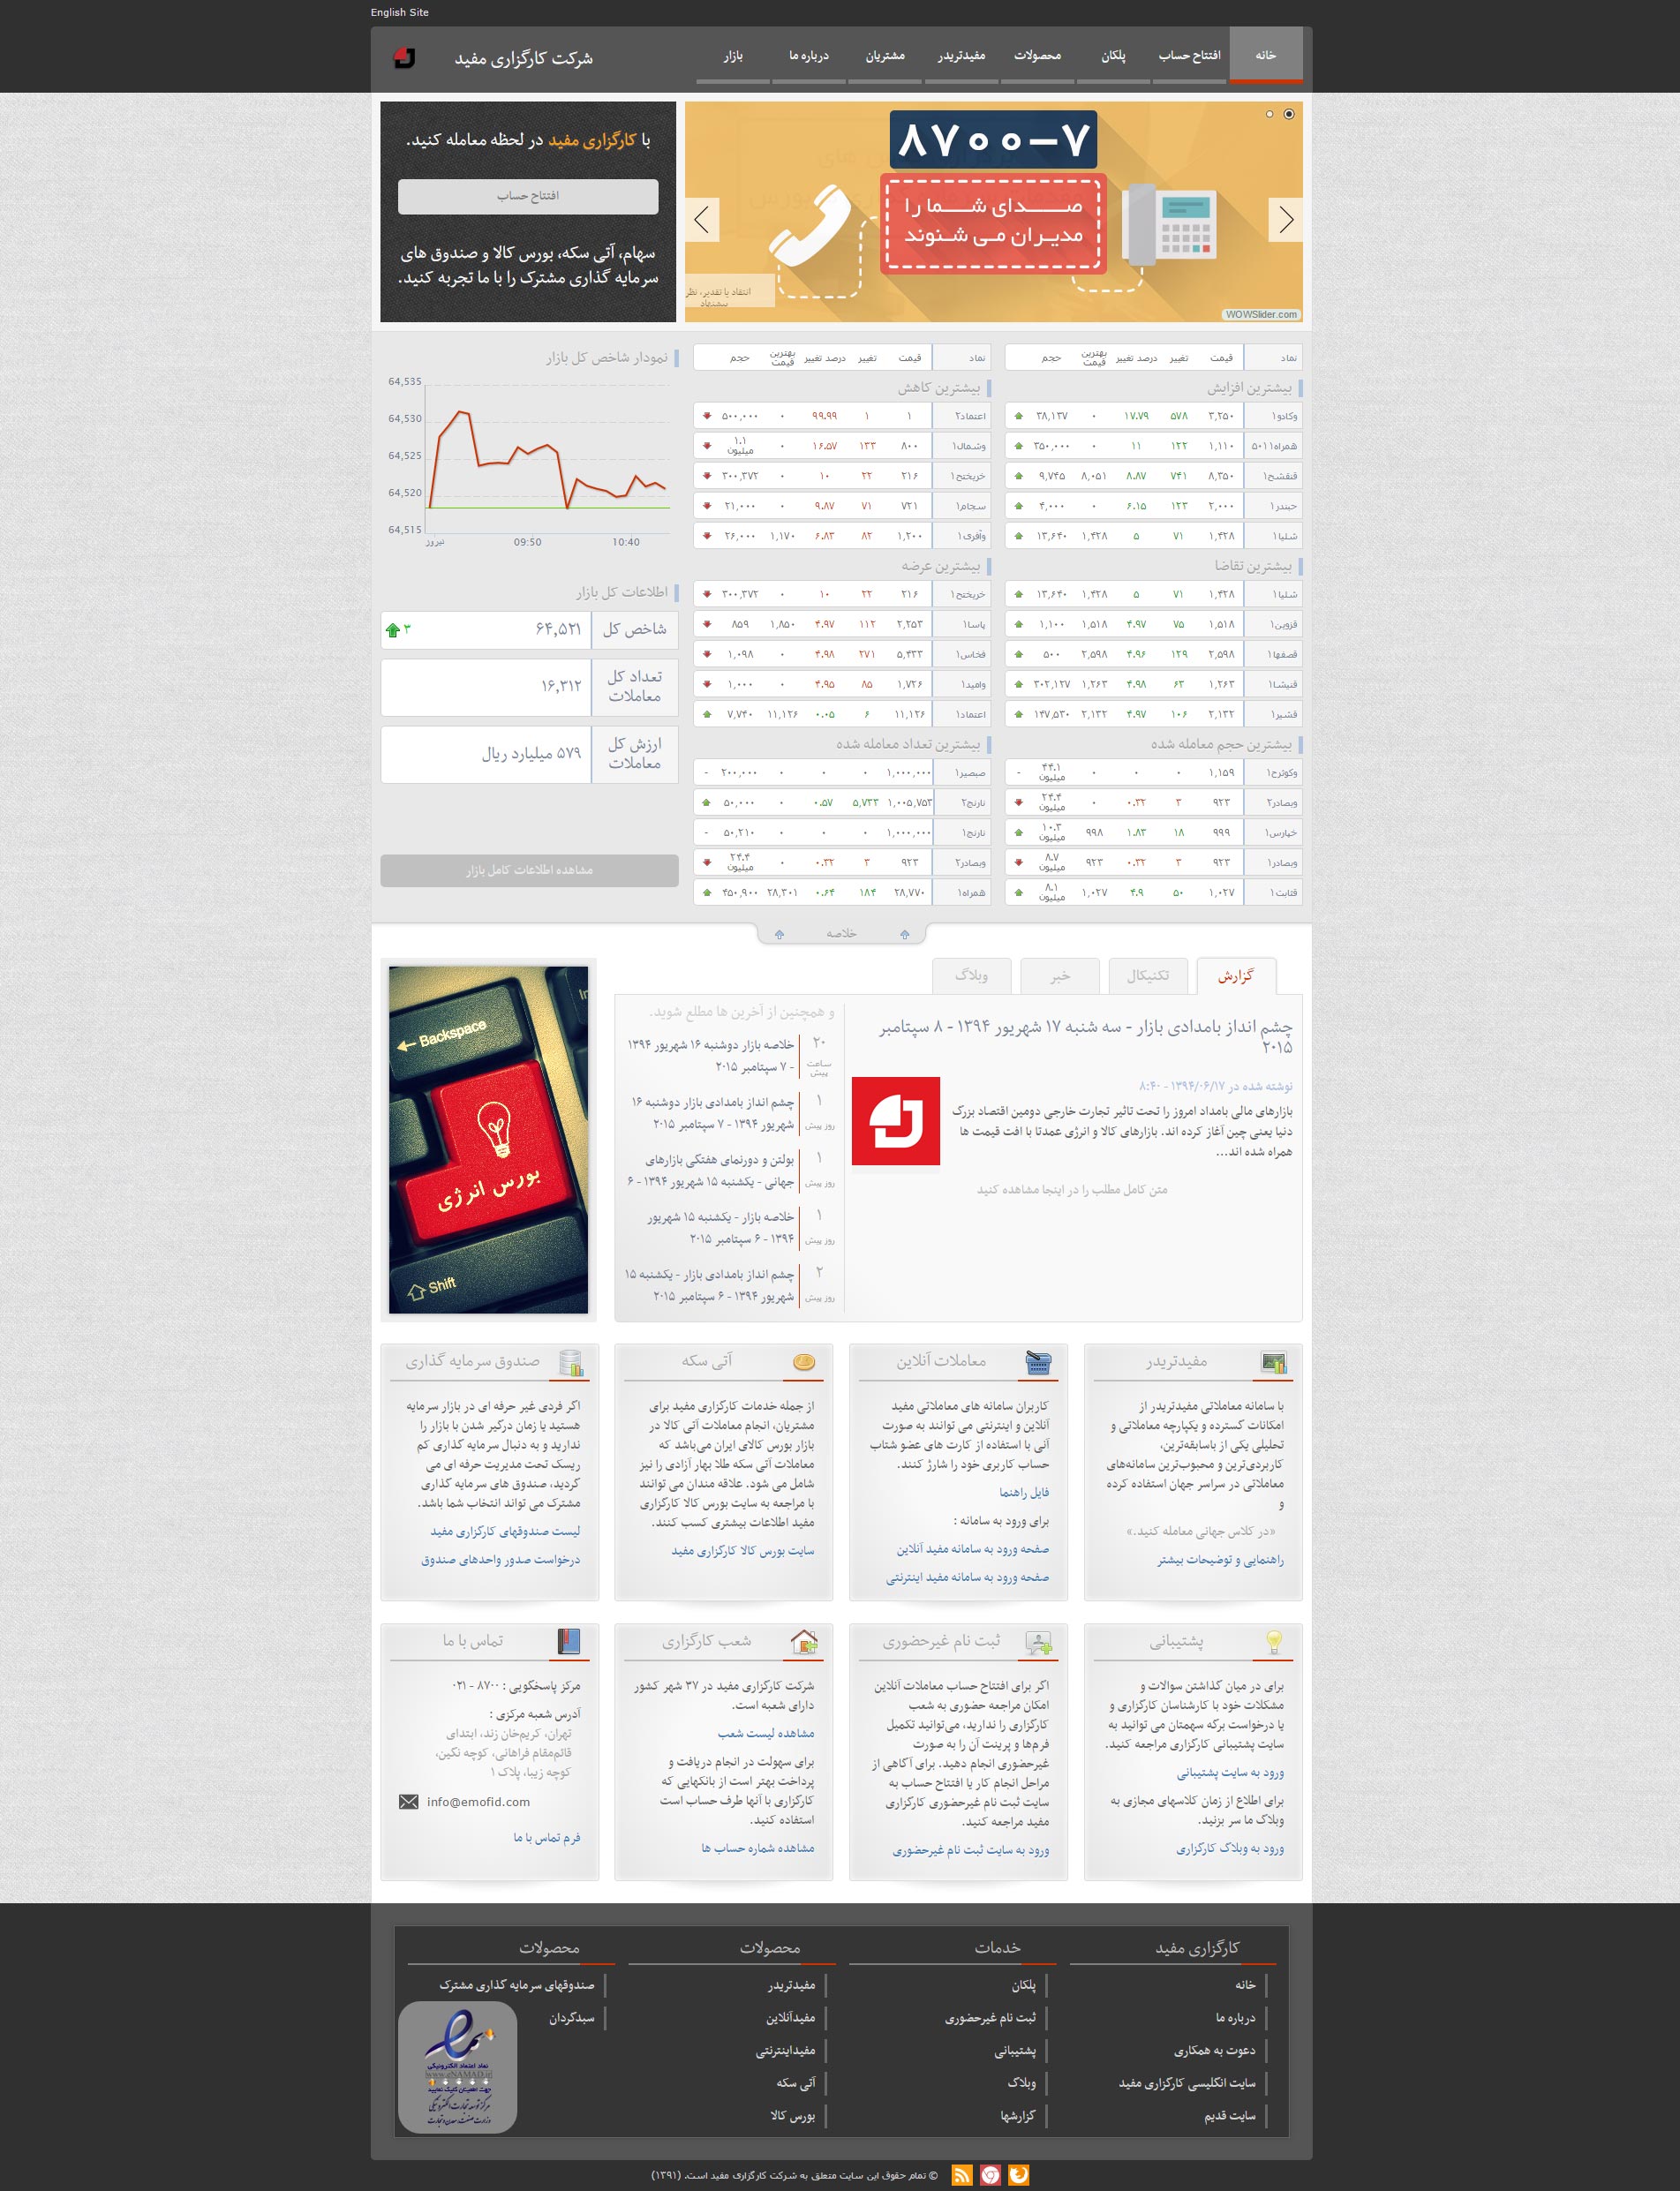 English Site
شرکت کارگزاری مفید
خانه
افتتاح حساب
پلکان
محصولات
مفیدتریدر
مشتریان
درباره ما
بازار
۸۷۰۰-۷
صدای شما را
مدیران می شنوند
انتقاد یا تقدیر، نظر
پیشنهاد
WOWSlider.com
با کارگزاری مفید در لحظه معامله کنید.
افتتاح حساب
سهام، آتی سکه، بورس کالا و صندوق های
سرمایه گذاری مشترک را با ما تجربه کنید.
نماد قیمت تغییر درصد تغییر بهترین قیمت حجم
بیشترین افزایش
وکادو۱ ۳,۲۵۰ ۵۷۸ ۱۷.۷۹ ۰ ۳۸,۱۳۷
همراه۵۰۱۱ ۱,۱۱۰ ۱۲۲ ۱۱ ۰ ۳۵۰,۰۰۰
قنقش۱ ۸,۳۵۰ ۷۴۱ ۸.۸۷ ۸,۰۵۱ ۹,۷۴۵
حبندر۱ ۲,۰۰۰ ۱۲۳ ۶.۱۵ ۰ ۴,۰۰۰
شلیا۱ ۱,۴۲۸ ۷۱ ۵ ۱,۴۲۸ ۱۳,۶۴۰
بیشترین تقاضا
شلیا۱ ۱,۴۲۸ ۷۱ ۵ ۱,۴۲۸ ۱۳,۶۴۰
قزوین۱ ۱,۵۱۸ ۷۵ ۴.۹۷ ۱,۵۱۸ ۱,۱۰۰
قصفها۱ ۲,۵۹۸ ۱۲۹ ۴.۹۶ ۲,۵۹۸ ۵۰۰
قنیشا۱ ۱,۲۶۳ ۶۳ ۴.۹۸ ۱,۲۶۳ ۳۰۲,۱۲۷
قشیر۱ ۲,۱۳۲ ۱۰۶ ۴.۹۷ ۲,۱۳۲ ۱۴۷,۵۳۰
بیشترین حجم معامله شده
وکوثرح۱ ۱,۱۵۹ ۰ ۰ ۰ ۴۴.۱ میلیون -
وبصادر۲ ۹۲۳ ۳ ۰.۳۲ ۰ ۲۴.۴ میلیون
خپارس۱ ۹۹۹ ۱۸ ۱.۸۳ ۹۹۸ ۱۰.۳ میلیون
وبصادر۱ ۹۲۳ ۳ ۰.۳۲ ۹۲۳ ۸.۷ میلیون
قثابت۱ ۱,۰۲۷ ۵۰ ۴.۹ ۱,۰۲۷ ۸.۱ میلیون
نماد قیمت تغییر درصد تغییر بهترین قیمت حجم
بیشترین کاهش
اعتماد۲ ۱ ۱ ۹۹.۹۹ ۰ ۵۰۰,۰۰۰
وشمال۱ ۸۰۰ ۱۳۳ ۱۶.۵۷ ۰ ۱.۱ میلیون
خریختح۱ ۲۱۶ ۲۲ ۱۰ ۰ ۳۰۰,۳۷۲
سجام۱ ۷۲۱ ۷۱ ۹.۸۷ ۰ ۲۱,۰۰۰
وآفری۱ ۱,۲۰۰ ۸۲ ۶.۸۳ ۱,۱۷۰ ۲۶,۰۰۰
بیشترین عرضه
خریختح۱ ۲۱۶ ۲۲ ۱۰ ۰ ۳۰۰,۳۷۲
پاسا۱ ۲,۲۵۳ ۱۱۲ ۴.۹۷ ۱,۸۵۰ ۸۵۹
فخاس۱ ۵,۴۳۳ ۲۷۱ ۴.۹۸ ۰ ۱,۰۹۸
وامید۱ ۱,۷۲۶ ۸۵ ۴.۹۵ ۰ ۱,۰۰۰
اعتماد۱ ۱۱,۱۲۶ ۶ ۰.۰۵ ۱۱,۱۲۶ ۷,۷۴۰
بیشترین تعداد معامله شده
صبصیر۱ ۱,۰۰۰,۰۰۰ ۰ ۰ ۰ ۲۰۰,۰۰۰ -
نارنج۲ ۱,۰۰۵,۷۵۳ ۵,۷۳۳ ۰.۵۷ ۰ ۵۰,۰۰۰
نارنج۱ ۱,۰۰۰,۰۰۰ ۰ ۰ ۰ ۵۰,۲۱۰ -
وبصادر۲ ۹۲۳ ۳ ۰.۳۲ ۰ ۲۴.۴ میلیون
همراه۱ ۲۸,۷۷۰ ۱۸۴ ۰.۶۴ ۲۸,۳۰۱ ۴۵۰,۹۰۰
نمودار شاخص کل بازار
64,535
64,530
64,525
64,520
64,515
دیروز 09:50 10:40
اطلاعات کل بازار
شاخص کل ۶۴,۵۲۱ ۳
تعداد کل معاملات ۱۶,۳۱۲
ارزش کل معاملات ۵۷۹ میلیارد ریال
مشاهده اطلاعات کامل بازار
خلاصه
گزارش
تکنیکال
خبر
وبلاگ
چشم انداز بامدادی بازار - سه شنبه ۱۷ شهریور ۱۳۹۴ - ۸ سپتامبر
۲۰۱۵
نوشته شده در ۱۳۹۴/۰۶/۱۷ - ۸:۴۰
بازارهای مالی بامداد امروز را تحت تاثیر تجارت خارجی دومین اقتصاد بزرگ
دنیا یعنی چین آغاز کرده اند. بازارهای کالا و انرژی عمدتا با افت قیمت ها
همراه شده اند...
متن کامل مطلب را در اینجا مشاهده کنید
و همچنین از آخرین ها مطلع شوید.
۲۰ ساعت پیش
خلاصه بازار دوشنبه ۱۶ شهریور ۱۳۹۴
- ۷ سپتامبر ۲۰۱۵
۱ روز پیش
چشم انداز بامدادی بازار دوشنبه ۱۶
شهریور ۱۳۹۴ - ۷ سپتامبر ۲۰۱۵
۱ روز پیش
بولتن و دورنمای هفتگی بازارهای
جهانی - یکشنبه ۱۵ شهریور ۱۳۹۴ - ۶
۱ روز پیش
خلاصه بازار - یکشنبه ۱۵ شهریور
۱۳۹۴ - ۶ سپتامبر ۲۰۱۵
۲ روز پیش
چشم انداز بامدادی بازار - یکشنبه ۱۵
شهریور ۱۳۹۴ - ۶ سپتامبر ۲۰۱۵
Backspace
بورس انرژی
Shift
مفیدتریدر
با سامانه معاملاتی مفیدتریدر از
امکانات گسترده و یکپارچه معاملاتی و
تحلیلی یکی از باسابقه‌ترین،
کاربردی‌ترین و محبوب‌ترین سامانه‌های
معاملاتی در سراسر جهان استفاده کرده
و
«در کلاس جهانی معامله کنید.»
راهنمایی و توضیحات بیشتر
معاملات آنلاین
کاربران سامانه های معاملاتی مفید
آنلاین و اینترنتی می توانند به صورت
آنی با استفاده از کارت های عضو شتاب
حساب کاربری خود را شارژ کنند.
فایل راهنما
برای ورود به سامانه :
صفحه ورود به سامانه مفید آنلاین
صفحه ورود به سامانه مفید اینترنتی
آتی سکه
از جمله خدمات کارگزاری مفید برای
مشتریان، انجام معاملات آتی کالا در
بازار بورس کالای ایران می‌باشد که
معاملات آتی سکه طلا بهار آزادی را نیز
شامل می شود. علاقه مندان می توانند
با مراجعه به سایت بورس کالا کارگزاری
مفید اطلاعات بیشتری کسب کنند.
سایت بورس کالا کارگزاری مفید
صندوق سرمایه گذاری
اگر فردی غیر حرفه ای در بازار سرمایه
هستید یا زمان درگیر شدن با بازار را
ندارید و به دنبال سرمایه گذاری کم
ریسک تحت مدیریت حرفه ای می
گردید، صندوق های سرمایه گذاری
مشترک می تواند انتخاب شما باشد.
لیست صندوقهای کارگزاری مفید
درخواست صدور واحدهای صندوق
پشتیبانی
برای در میان گذاشتن سوالات و
مشکلات خود با کارشناسان کارگزاری و
یا درخواست برگه سهمتان می توانید به
سایت پشتیبانی کارگزاری مراجعه کنید.
ورود به سایت پشتیبانی
برای اطلاع از زمان کلاسهای مجازی به
وبلاگ ما سر بزنید.
ورود به وبلاگ کارگزاری
ثبت نام غیرحضوری
اگر برای افتتاح حساب معاملات آنلاین
امکان مراجعه حضوری به شعب
کارگزاری را ندارید، می‌توانید تکمیل
فرم‌ها و پرینت آن را به صورت
غیرحضوری انجام دهید. برای آگاهی از
مراحل انجام کار یا افتتاح حساب به
سایت ثبت نام غیرحضوری کارگزاری
مفید مراجعه کنید.
ورود به سایت ثبت نام غیرحضوری
شعب کارگزاری
شرکت کارگزاری مفید در ۳۷ شهر کشور
دارای شعبه است.
مشاهده لیست شعب
برای سهولت در انجام دریافت و
پرداخت بهتر است از بانکهایی که
کارگزاری با آنها طرف حساب است
استفاده کنید.
مشاهده شماره حساب ها
تماس با ما
مرکز پاسخگویی : ۸۷۰۰ - ۰۲۱
آدرس شعبه مرکزی :
تهران، کریم‌خان زند، ابتدای
قائم‌مقام فراهانی، کوچه نگین،
کوچه زیبا، پلاک ۱
info@emofid.com
فرم تماس با ما
کارگزاری مفید
خانه
درباره ما
دعوت به همکاری
سایت انگلیسی کارگزاری مفید
سایت قدیم
خدمات
پلکان
ثبت نام غیرحضوری
پشتیبانی
وبلاگ
گزارشها
محصولات
مفیدتریدر
مفیدآنلاین
مفیداینترنتی
آتی سکه
بورس کالا
محصولات
صندوقهای سرمایه گذاری مشترک
سبدگردان
نماد اعتماد الکترونیکی
www.eNAMAD.ir
جهت اطمینان کلیک نمایید
مرکز توسعه تجارت الکترونیکی
وزارت صنعت، معدن و تجارت
© تمام حقوق این سایت متعلق به شرکت کارگزاری مفید است. (۱۳۹۱)